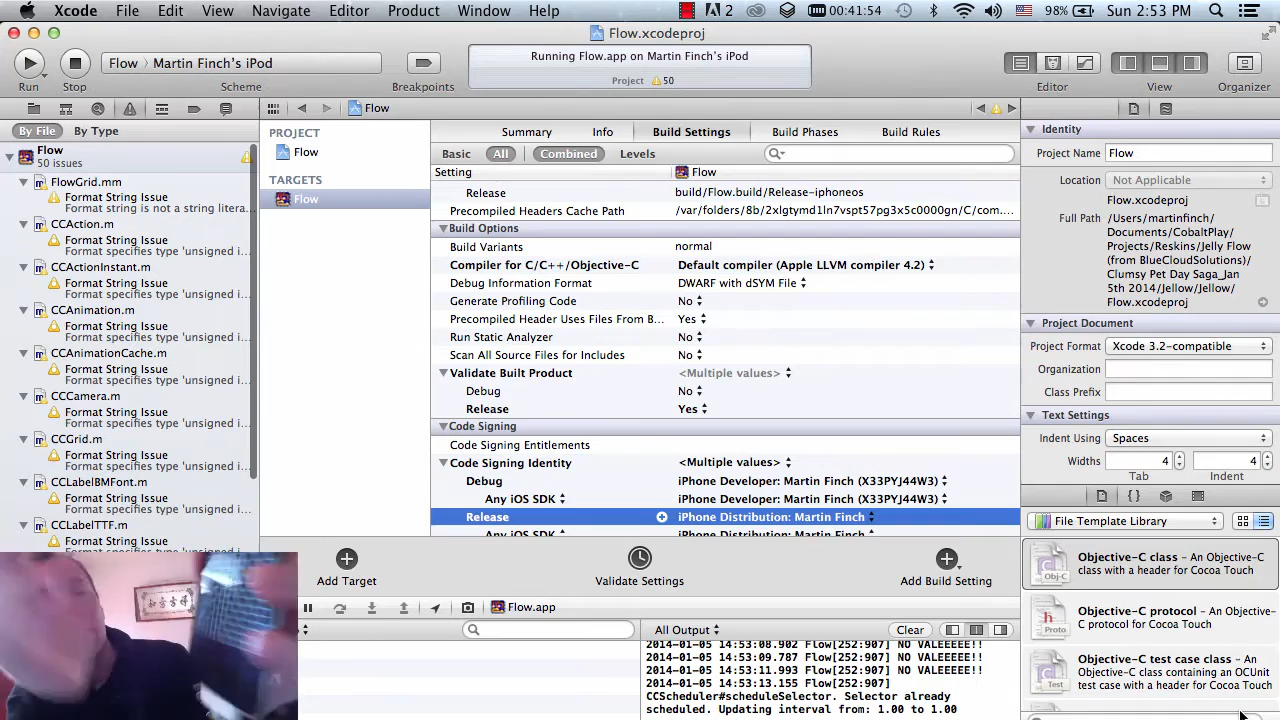 Xcode File Edit View Navigate Editor Product Window Help 2 00:41:54 98% Sun 2:53 PM
Flow.xcodeproj
Run Stop Flow Martin Finch's iPod Scheme Breakpoints
Running Flow.app on Martin Finch's iPod
Project 50
Editor View Organizer
By File By Type
Flow
50 issues
FlowGrid.mm
Format String Issue
Format string is not a string litera...
CCAction.m
Format String Issue
Format specifies type 'unsigned i...
CCActionInstant.m
Format String Issue
Format specifies type 'unsigned i...
CCAnimation.m
Format String Issue
Format specifies type 'unsigned i...
CCAnimationCache.m
Format String Issue
Format specifies type 'unsigned i...
CCCamera.m
Format String Issue
Format specifies type 'unsigned i...
CCGrid.m
Format String Issue
Format specifies type 'unsigned i...
CCLabelBMFont.m
Format String Issue
Format specifies type 'unsigned i...
CCLabelTTF.m
Format String Issue
Flow
PROJECT
Flow
TARGETS
Flow
Summary Info Build Settings Build Phases Build Rules
Basic All Combined Levels
Setting Flow
Release build/Flow.build/Release-iphoneos
Precompiled Headers Cache Path /var/folders/8b/2xlgtymd1ln7vspt57pg3x5c0000gn/C/com....
Build Options
Build Variants normal
Compiler for C/C++/Objective-C Default compiler (Apple LLVM compiler 4.2)
Debug Information Format DWARF with dSYM File
Generate Profiling Code No
Precompiled Header Uses Files From B... Yes
Run Static Analyzer No
Scan All Source Files for Includes No
Validate Built Product <Multiple values>
Debug No
Release Yes
Code Signing
Code Signing Entitlements
Code Signing Identity <Multiple values>
Debug iPhone Developer: Martin Finch (X33PYJ44W3)
Any iOS SDK iPhone Developer: Martin Finch (X33PYJ44W3)
Release iPhone Distribution: Martin Finch
Any iOS SDK iPhone Distribution: Martin Finch
Add Target Validate Settings Add Build Setting
Flow.app
All Output Clear
2014-01-05 14:53:08.902 Flow[252:907] NO VALEEEEE!!
2014-01-05 14:53:09.787 Flow[252:907] NO VALEEEEE!!
2014-01-05 14:53:11.993 Flow[252:907] NO VALEEEEE!!
2014-01-05 14:53:13.155 Flow[252:907]
CCScheduler#scheduleSelector. Selector already
scheduled. Updating interval from: 1.00 to 1.00
Identity
Project Name Flow
Location Not Applicable
Flow.xcodeproj
Full Path /Users/martinfinch/
Documents/CobaltPlay/
Projects/Reskins/Jelly Flow
(from BlueCloudSolutions)/
Clumsy Pet Day Saga_Jan
5th 2014/Jellow/Jellow/
Flow.xcodeproj
Project Document
Project Format Xcode 3.2-compatible
Organization
Class Prefix
Text Settings
Indent Using Spaces
Widths 4 4
Tab Indent
File Template Library
Objective-C class – An Objective-C
class with a header for Cocoa Touch
Obj-C
Objective-C protocol – An Objective-
C protocol for Cocoa Touch
Proto
Objective-C test case class – An
Objective-C class containing an OCUnit
test case with a header for Cocoa Touch
Test